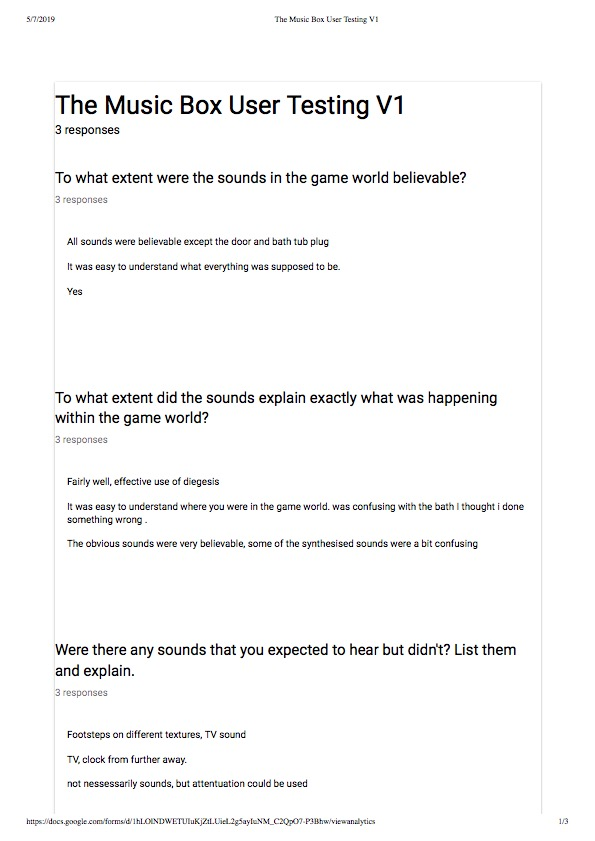 5/7/2019
The Music Box User Testing V1
The Music Box User Testing V1
3 responses
To what extent were the sounds in the game world believable?
3 responses
All sounds were believable except the door and bath tub plug
It was easy to understand what everything was supposed to be.
Yes
To what extent did the sounds explain exactly what was happening
within the game world?
3 responses
Fairly well, effective use of diegesis
It was easy to understand where you were in the game world. was confusing with the bath I thought i done
something wrong .
The obvious sounds were very believable, some of the synthesised sounds were a bit confusing
Were there any sounds that you expected to hear but didn't? List them
and explain.
3 responses
Footsteps on different textures, TV sound
TV, clock from further away.
not nessessarily sounds, but attentuation could be used
https://docs.google.com/forms/d/1hLOlNDWETUIuKjZtLUieL2g5ayIuNM_C2QpO7-P3Bhw/viewanalytics
1/3